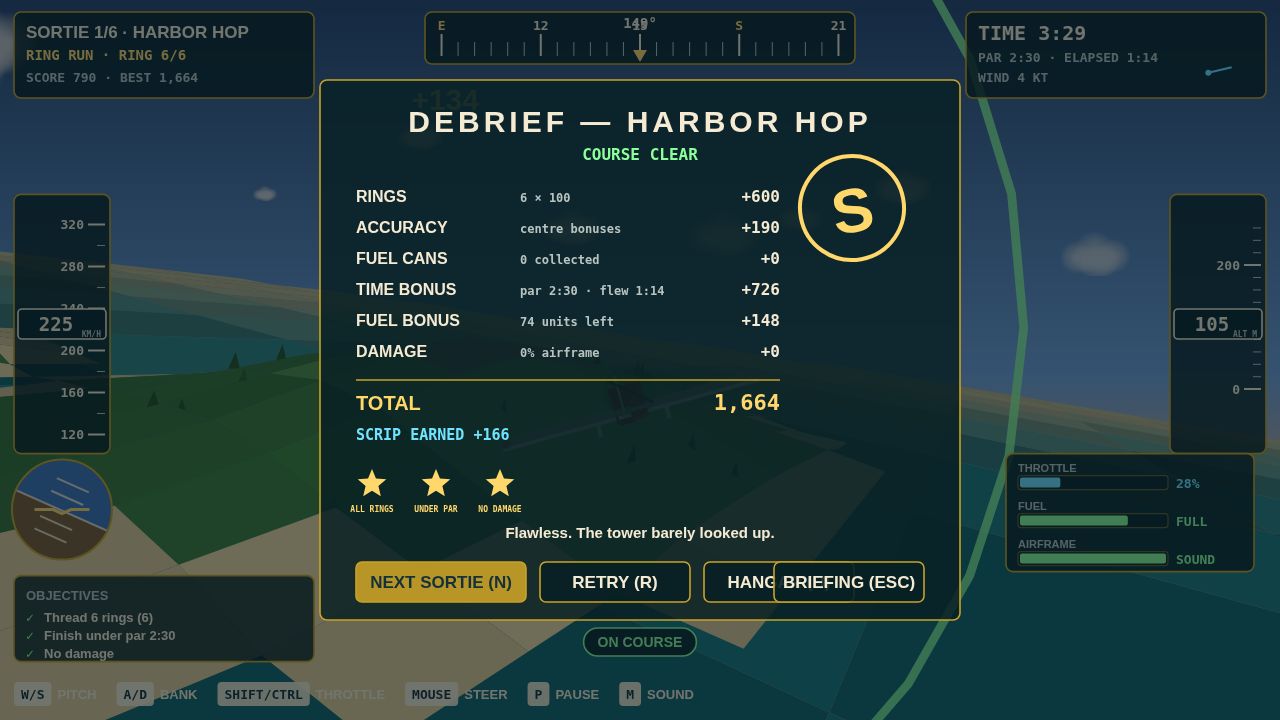 SORTIE 1/6 · HARBOR HOP
RING RUN · RING 6/6
SCORE 790 · BEST 1,664
E 12 S 21
149°
TIME 3:29
PAR 2:30 · ELAPSED 1:14
WIND 4 KT
+134
DEBRIEF — HARBOR HOP
COURSE CLEAR
S
RINGS 6 × 100 +600
ACCURACY centre bonuses +190
FUEL CANS 0 collected +0
TIME BONUS par 2:30 · flew 1:14 +726
FUEL BONUS 74 units left +148
DAMAGE 0% airframe +0
TOTAL 1,664
SCRIP EARNED +166
ALL RINGS UNDER PAR NO DAMAGE
Flawless. The tower barely looked up.
NEXT SORTIE (N) RETRY (R) HANG BRIEFING (ESC)
320
280
240
225 KM/H
200
160
120
200
105 ALT M
0
THROTTLE
28%
FUEL
FULL
AIRFRAME
SOUND
OBJECTIVES
✓ Thread 6 rings (6)
✓ Finish under par 2:30
✓ No damage
ON COURSE
W/S PITCH A/D BANK SHIFT/CTRL THROTTLE MOUSE STEER P PAUSE M SOUND